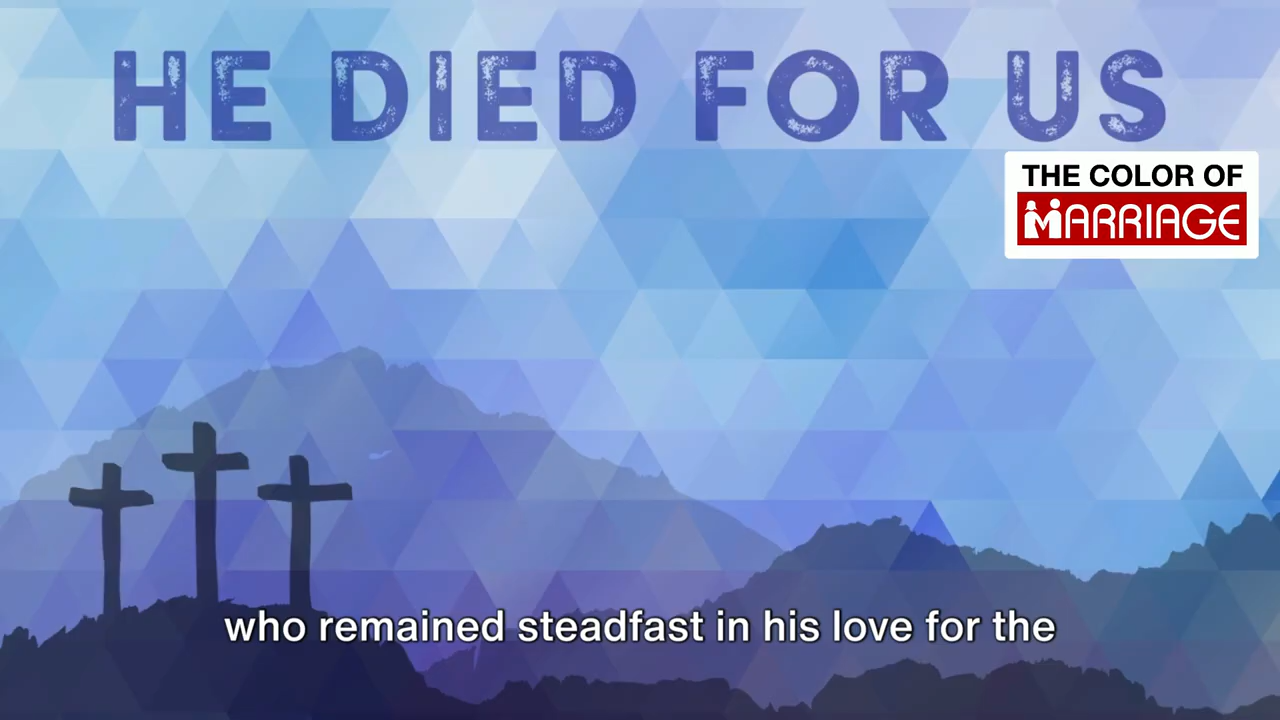 HE DIED FOR US
THE COLOR OF
MARRIAGE
who remained steadfast in his love for the